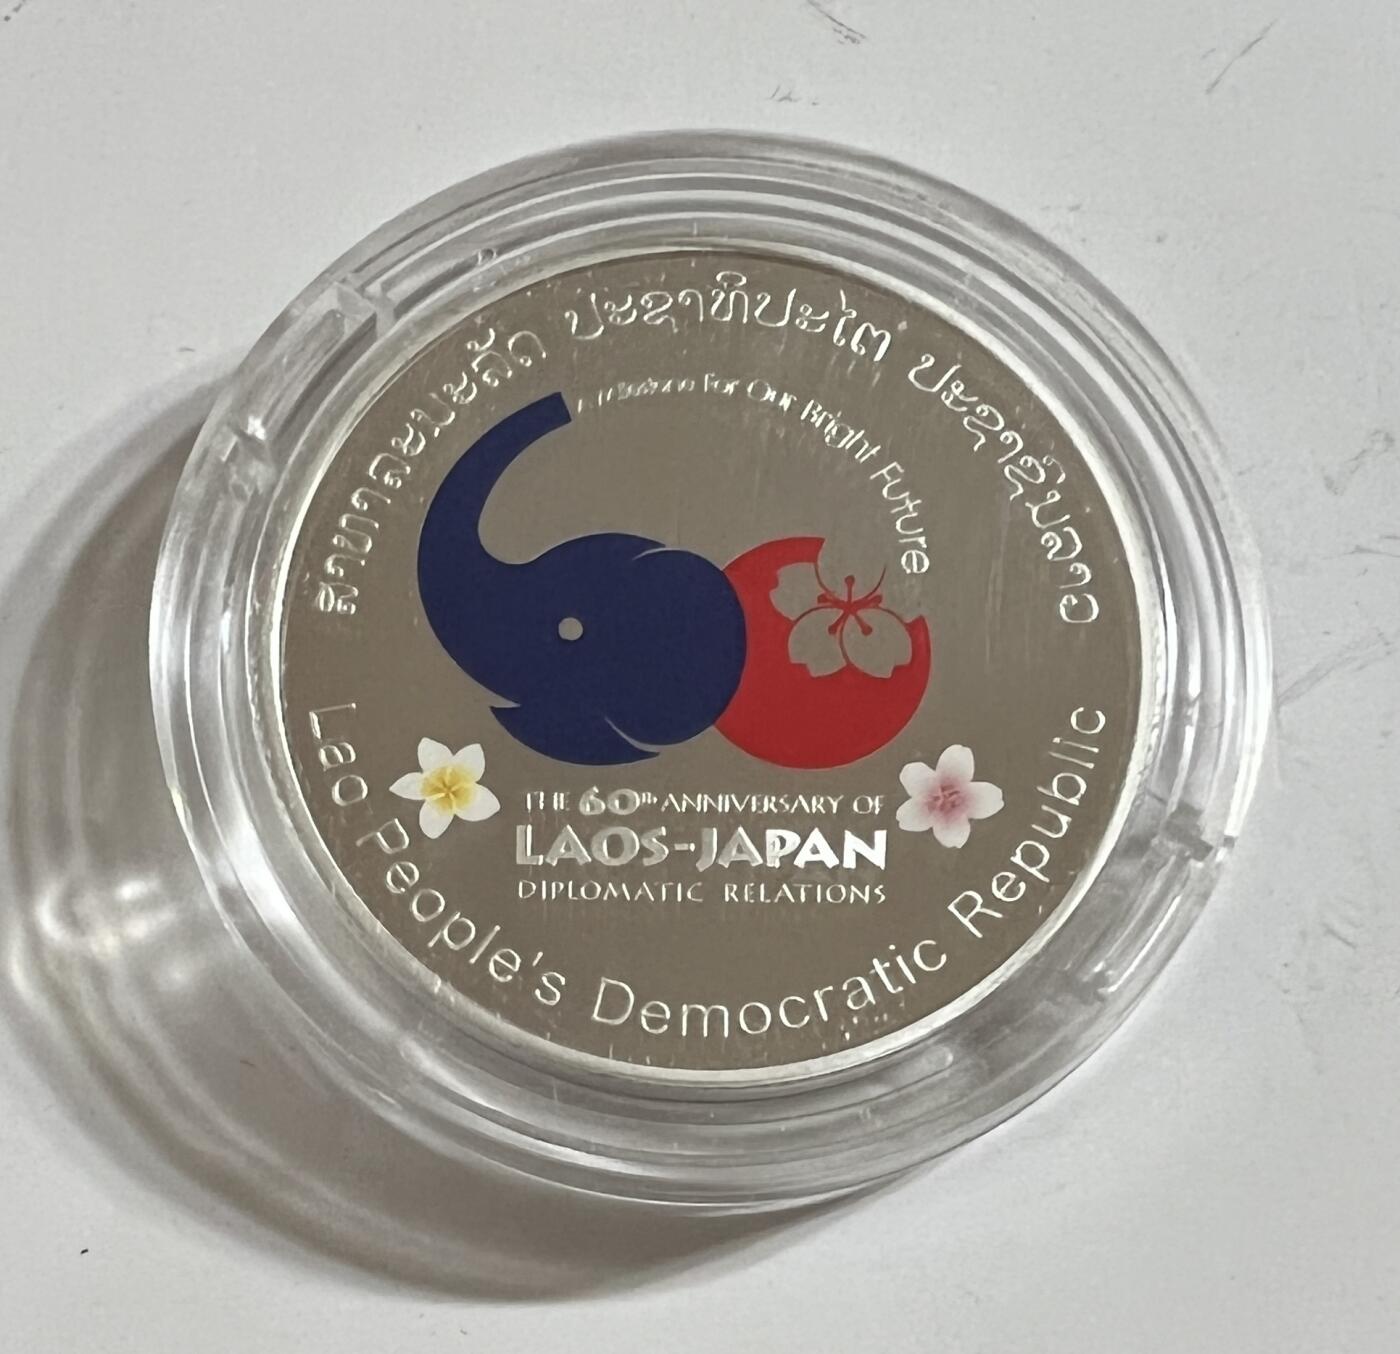 ສາທາລະນະລັດ ປະຊາທິປະໄຕ ປະຊາຊົນລາວ
For Our Bright Future
THE 60th ANNIVERSARY OF
LAOS-JAPAN
DIPLOMATIC RELATIONS
Lao People's Democratic Republic